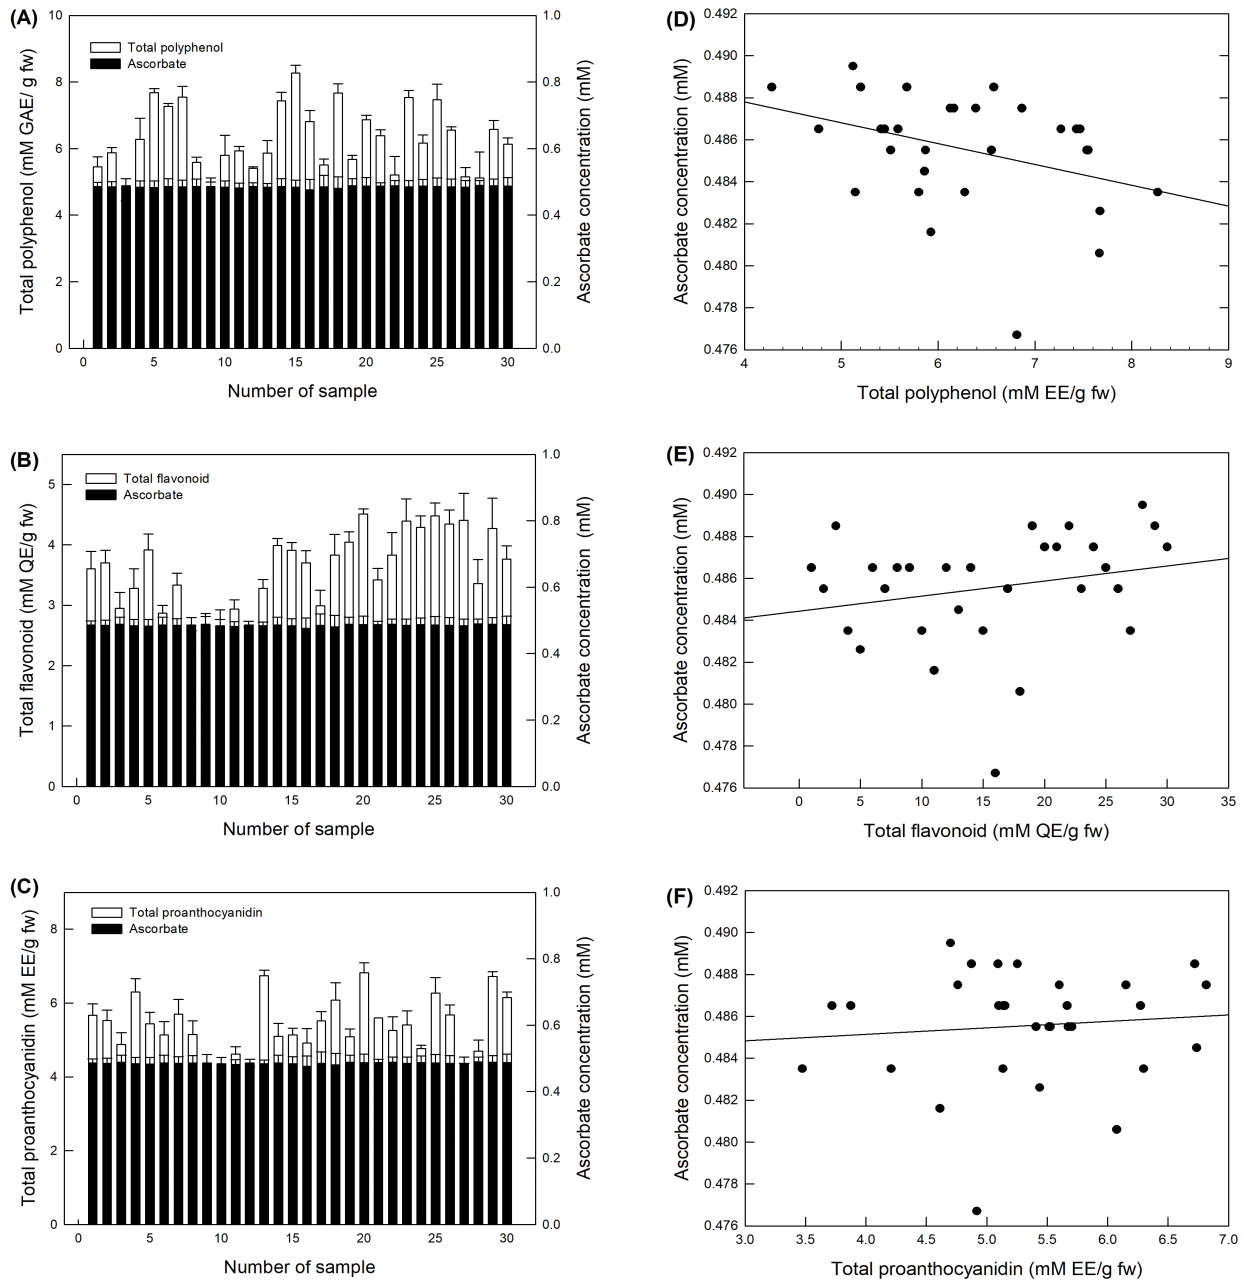 (A)
Total polyphenol (mM GAE/ g fw)
10
8
6
4
2
0
Total polyphenol
Ascorbate
1.0
0.8
0.6
0.4
0.2
0.0
Ascorbate concentration (mM)
0 5 10 15 20 25 30
Number of sample
(D)
Ascorbate concentration (mM)
0.492
0.490
0.488
0.486
0.484
0.482
0.480
0.478
0.476
4 5 6 7 8 9
Total polyphenol (mM EE/g fw)
(B)
Total flavonoid (mM QE/g fw)
5
4
3
2
1
0
Total flavonoid
Ascorbate
1.0
0.8
0.6
0.4
0.2
0.0
Ascorbate concentration (mM)
0 5 10 15 20 25 30
Number of sample
(E)
Ascorbate concentration (mM)
0.492
0.490
0.488
0.486
0.484
0.482
0.480
0.478
0.476
0 5 10 15 20 25 30 35
Total flavonoid (mM QE/g fw)
(C)
Total proanthocyanidin (mM EE/g fw)
8
6
4
2
0
Total proanthocyanidin
Ascorbate
1.0
0.8
0.6
0.4
0.2
0.0
Ascorbate concentration (mM)
0 5 10 15 20 25 30
Number of sample
(F)
Ascorbate concentration (mM)
0.492
0.490
0.488
0.486
0.484
0.482
0.480
0.478
0.476
3.0 3.5 4.0 4.5 5.0 5.5 6.0 6.5 7.0
Total proanthocyanidin (mM EE/g fw)